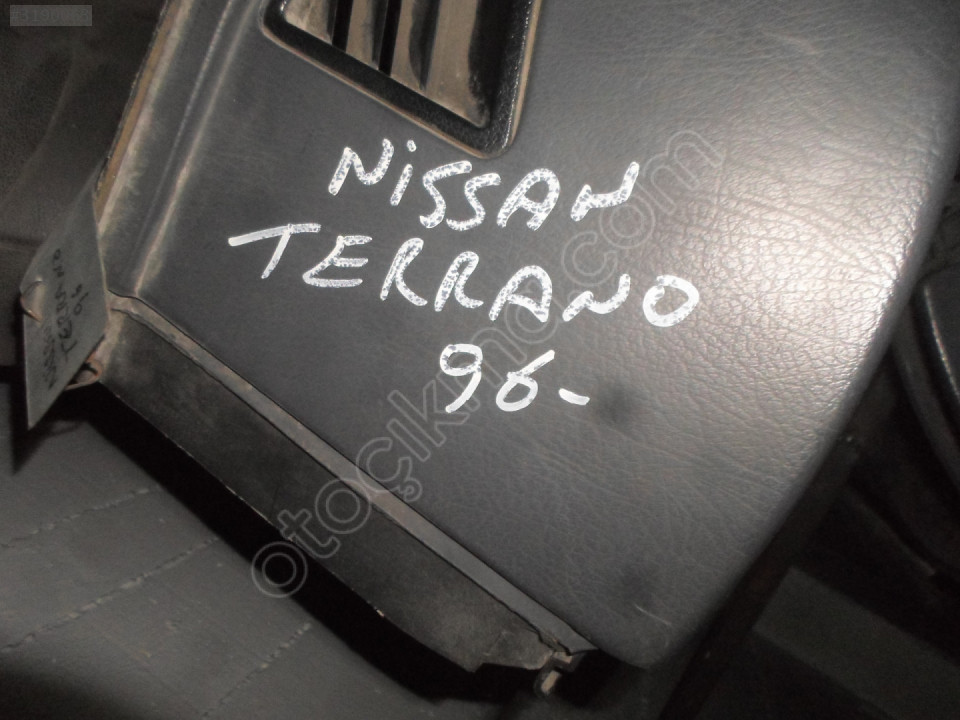 NiSSAN
TERRANO
96-
otoçıkma.com